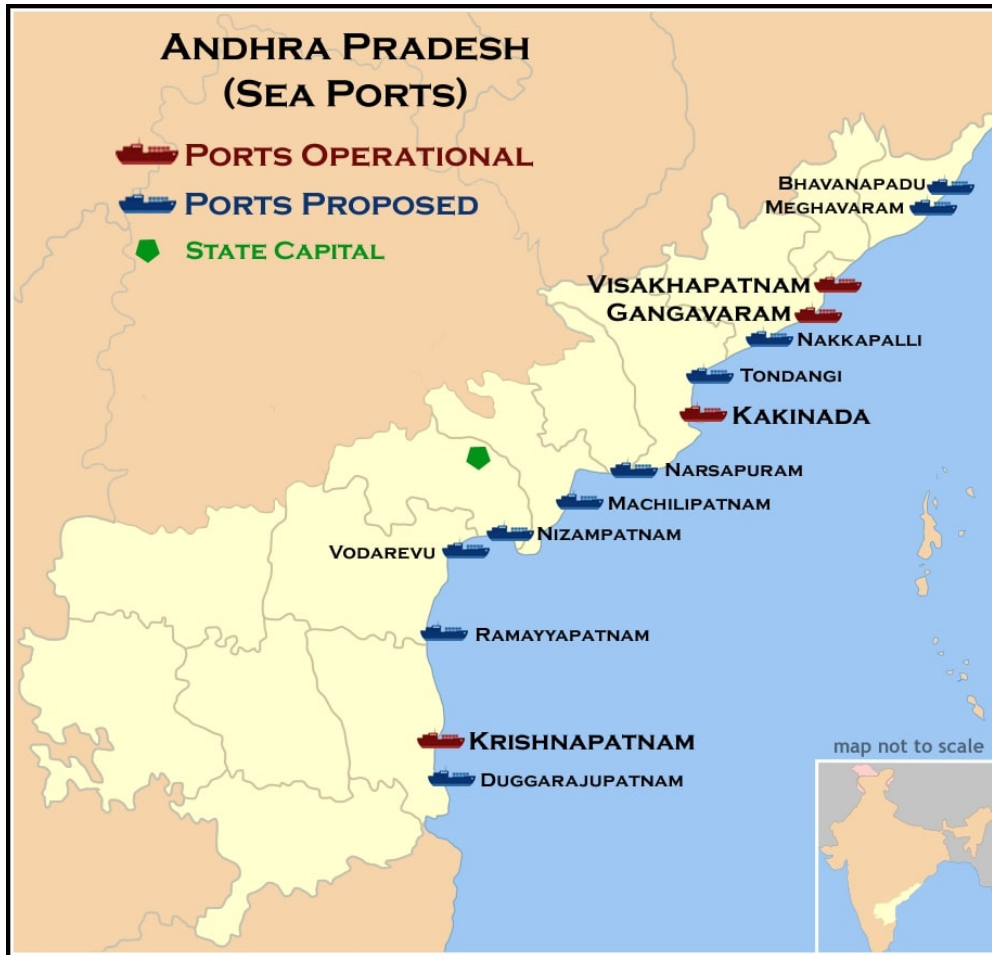 ANDHRA PRADESH
(SEA PORTS)
PORTS OPERATIONAL
PORTS PROPOSED
STATE CAPITAL
BHAVANAPADU
MEGHAVARAM
VISAKHAPATNAM
GANGAVARAM
NAKKAPALLI
TONDANGI
KAKINADA
NARSAPURAM
MACHILIPATNAM
NIZAMPATNAM
VODAREVU
RAMAYYAPATNAM
KRISHNAPATNAM
map not to scale
DUGGARAJUPATNAM